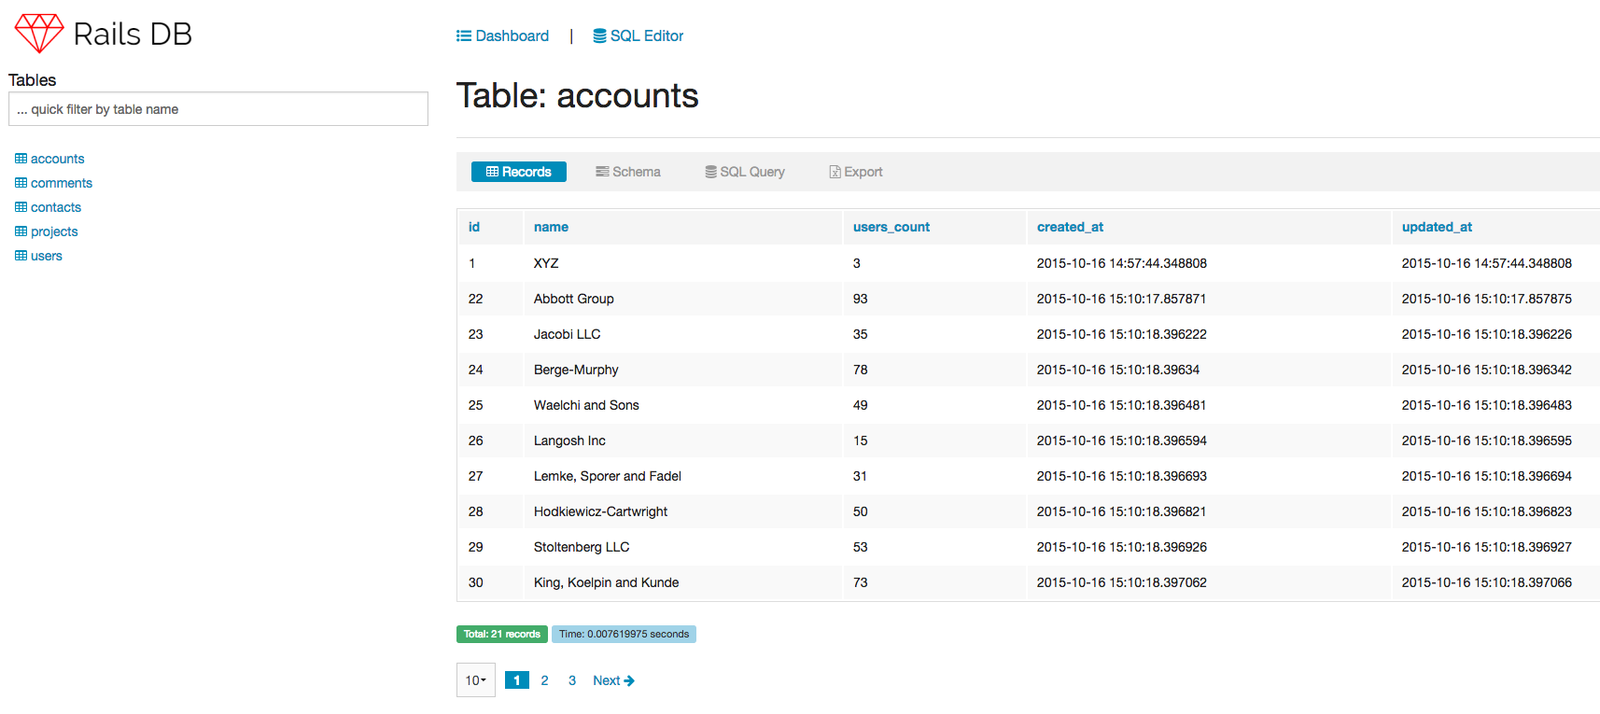 Rails DB
Dashboard | SQL Editor
Tables
... quick filter by table name
accounts
comments
contacts
projects
users
Table: accounts
Records Schema SQL Query Export
id name users_count created_at updated_at
1 XYZ 3 2015-10-16 14:57:44.348808 2015-10-16 14:57:44.348808
22 Abbott Group 93 2015-10-16 15:10:17.857871 2015-10-16 15:10:17.857875
23 Jacobi LLC 35 2015-10-16 15:10:18.396222 2015-10-16 15:10:18.396226
24 Berge-Murphy 78 2015-10-16 15:10:18.39634 2015-10-16 15:10:18.396342
25 Waelchi and Sons 49 2015-10-16 15:10:18.396481 2015-10-16 15:10:18.396483
26 Langosh Inc 15 2015-10-16 15:10:18.396594 2015-10-16 15:10:18.396595
27 Lemke, Sporer and Fadel 31 2015-10-16 15:10:18.396693 2015-10-16 15:10:18.396694
28 Hodkiewicz-Cartwright 50 2015-10-16 15:10:18.396821 2015-10-16 15:10:18.396823
29 Stoltenberg LLC 53 2015-10-16 15:10:18.396926 2015-10-16 15:10:18.396927
30 King, Koelpin and Kunde 73 2015-10-16 15:10:18.397062 2015-10-16 15:10:18.397066
Total: 21 records Time: 0.007619975 seconds
10 1 2 3 Next